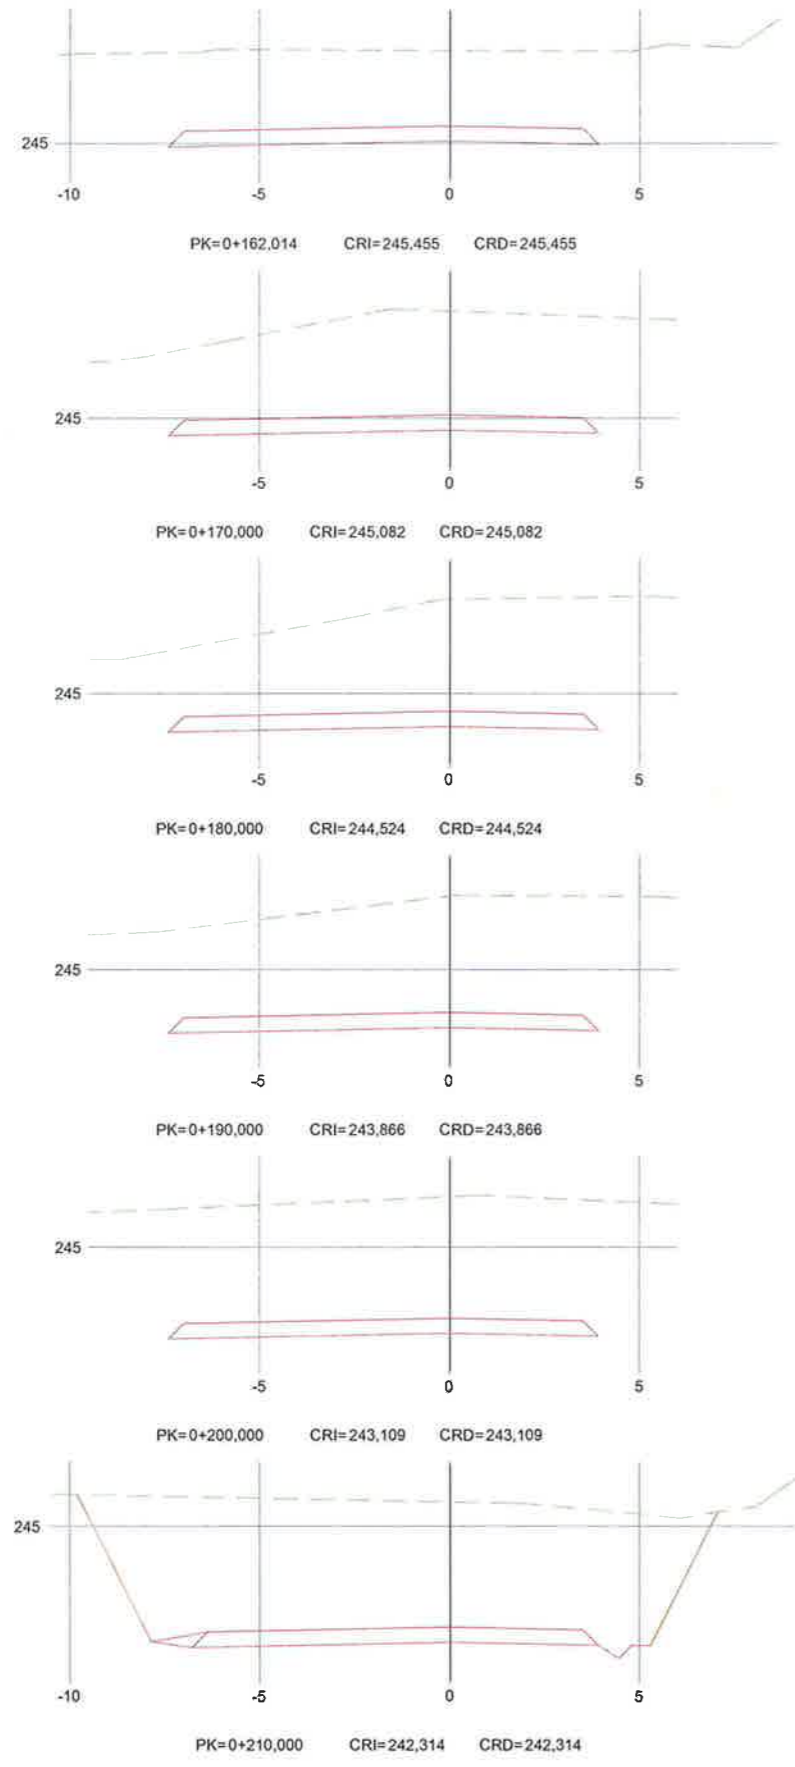 245
-10 -5 0 5
PK=0+162,014 CRI=245,455 CRD=245,455
245
-5 0 5
PK=0+170,000 CRI=245,082 CRD=245,082
245
-5 0 5
PK=0+180,000 CRI=244,524 CRD=244,524
245
-5 0 5
PK=0+190,000 CRI=243,866 CRD=243,866
245
-5 0 5
PK=0+200,000 CRI=243,109 CRD=243,109
245
-10 -5 0 5
PK=0+210,000 CRI=242,314 CRD=242,314